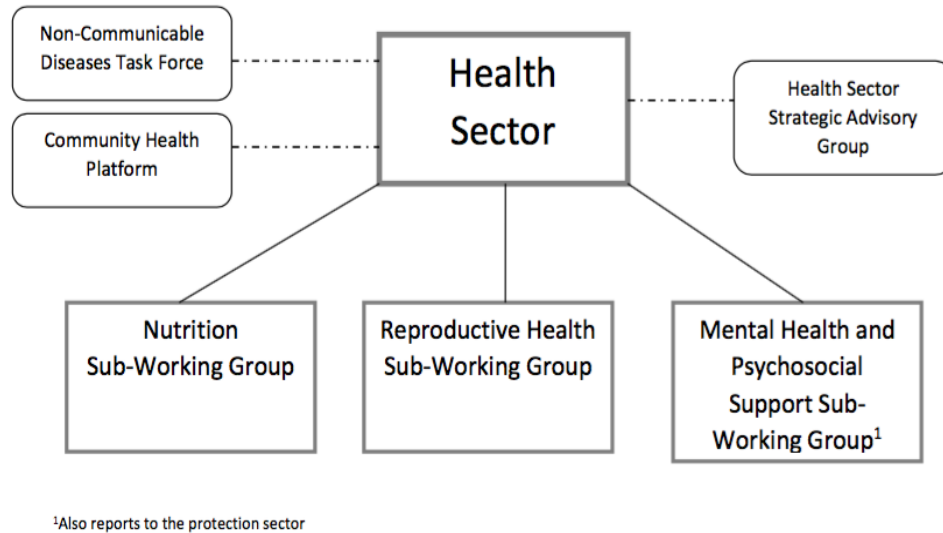 Non-Communicable
Diseases Task Force
Community Health
Platform
Health
Sector
Health Sector
Strategic Advisory
Group
Nutrition
Sub-Working Group
Reproductive Health
Sub-Working Group
Mental Health and
Psychosocial
Support Sub-
Working Group¹
¹Also reports to the protection sector